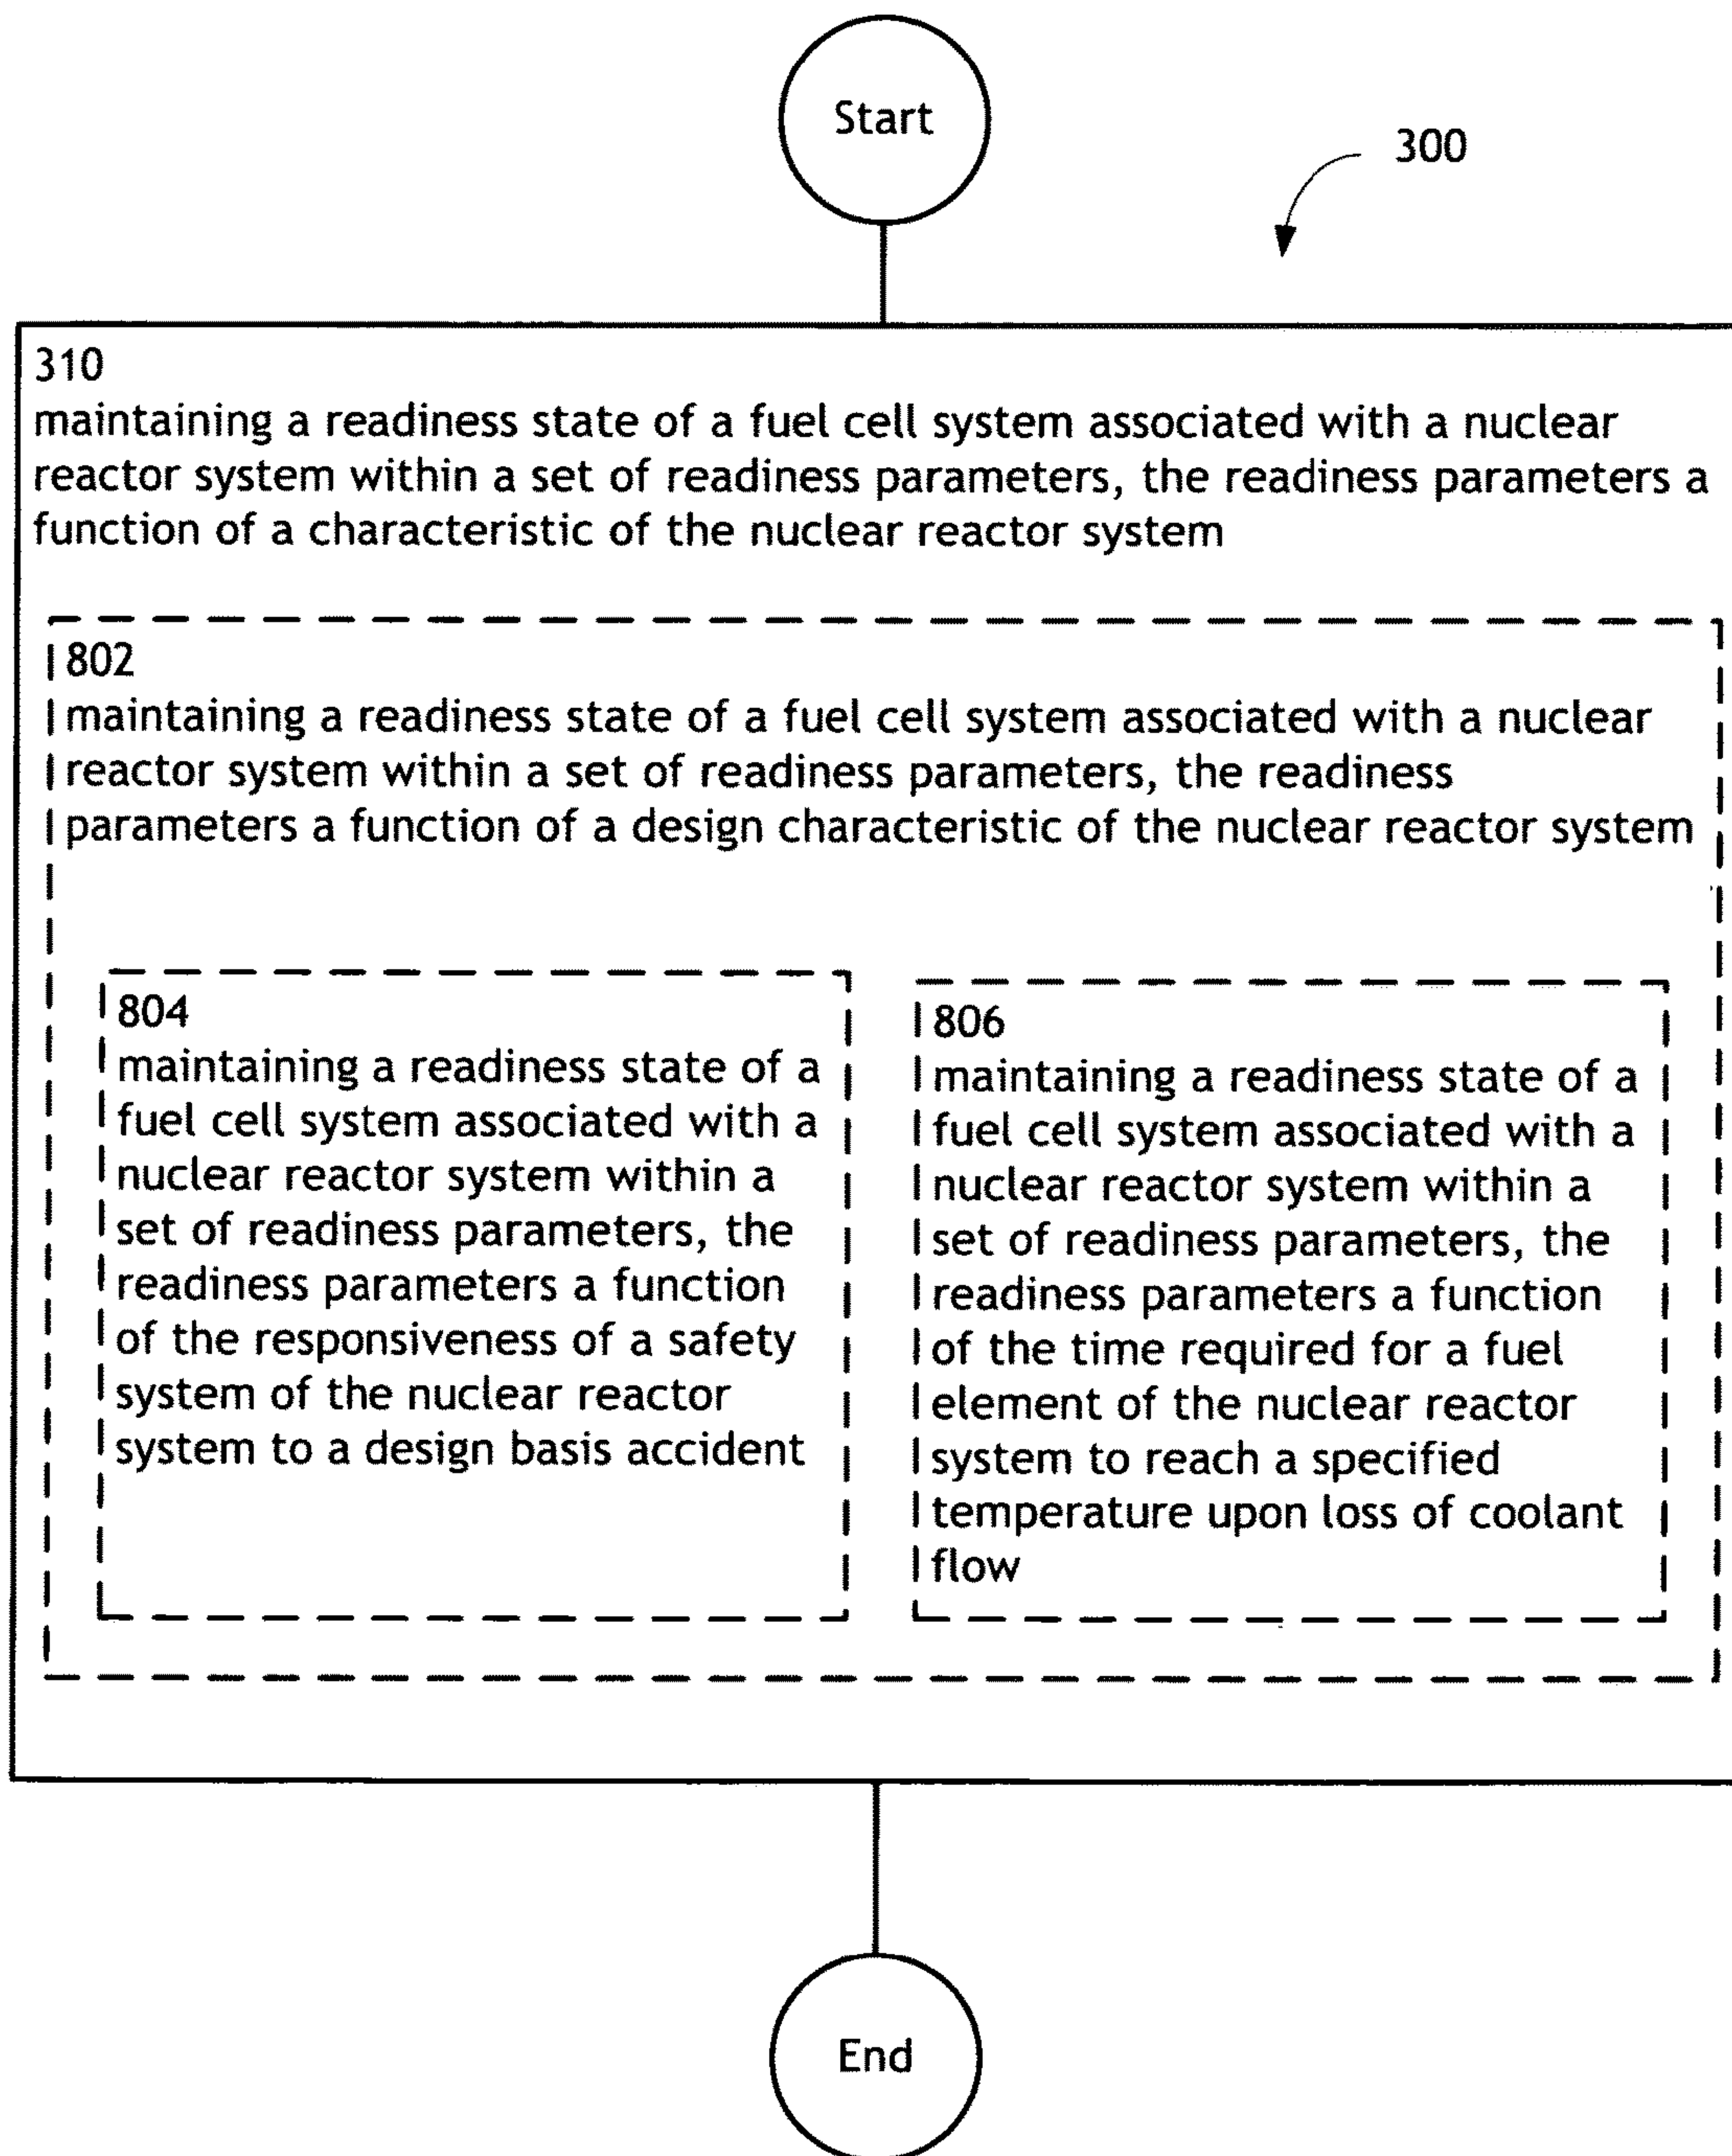 Start
300
310
maintaining a readiness state of a fuel cell system associated with a nuclear
reactor system within a set of readiness parameters, the readiness parameters a
function of a characteristic of the nuclear reactor system
802
maintaining a readiness state of a fuel cell system associated with a nuclear
reactor system within a set of readiness parameters, the readiness
parameters a function of a design characteristic of the nuclear reactor system
804
maintaining a readiness state of a
fuel cell system associated with a
nuclear reactor system within a
set of readiness parameters, the
readiness parameters a function
of the responsiveness of a safety
system of the nuclear reactor
system to a design basis accident
806
maintaining a readiness state of a
fuel cell system associated with a
nuclear reactor system within a
set of readiness parameters, the
readiness parameters a function
of the time required for a fuel
element of the nuclear reactor
system to reach a specified
temperature upon loss of coolant
flow
End